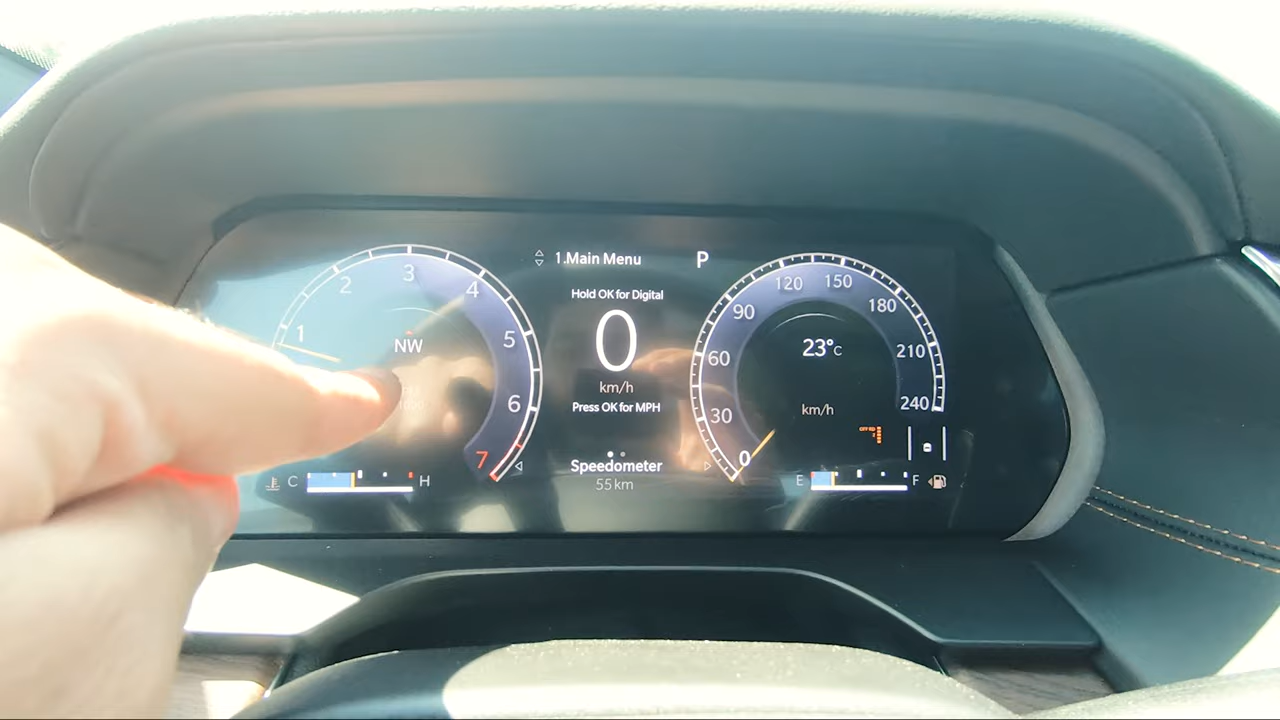 1.Main Menu
P
Hold OK for Digital
0
km/h
Press OK for MPH
Speedometer
55 km
1
2
3
4
5
6
7
NW
C
H
0
30
60
90
120
150
180
210
240
23°C
km/h
E
F